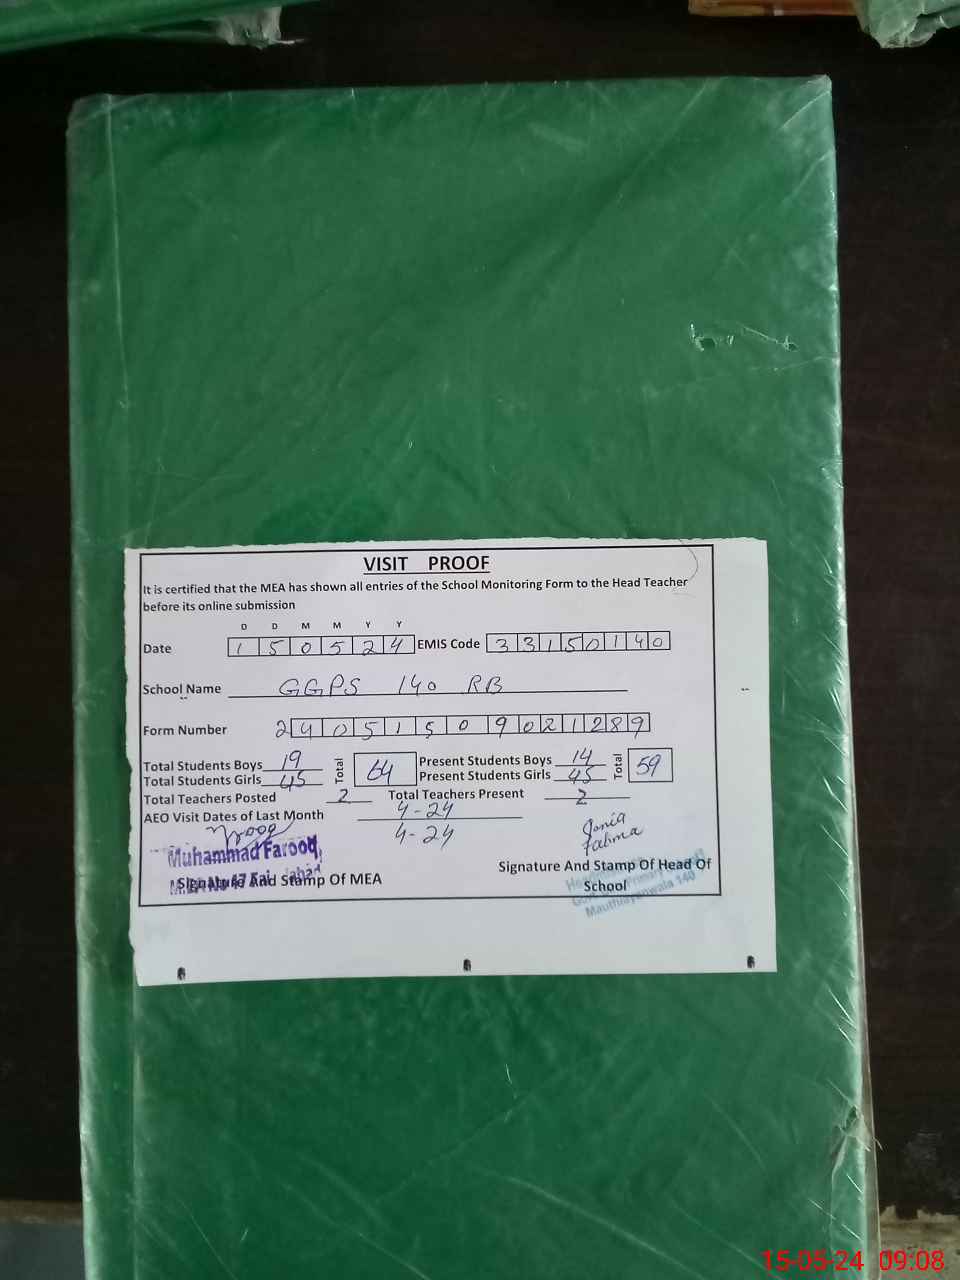 VISIT PROOF
It is certified that the MEA has shown all entries of the School Monitoring Form to the Head Teacher
before its online submission
D D M M Y Y
Date 1 5 0 5 2 4 EMIS Code 3 3 1 5 0 1 4 0
School Name GGPS 140 RB
Form Number 2 4 0 5 1 5 0 9 0 2 1 2 8 9
Total Students Boys 19 Total 64 Present Students Boys 14 Total 59
Total Students Girls 45 Present Students Girls 45
Total Teachers Posted 2 Total Teachers Present 2
AEO Visit Dates of Last Month 4-24
4-24
Sonia
Fatima
Muhammad Farooq
Signature And Stamp Of MEA
Signature And Stamp Of Head Of
School
Mauthrianwala 140
15-05-24 09:08